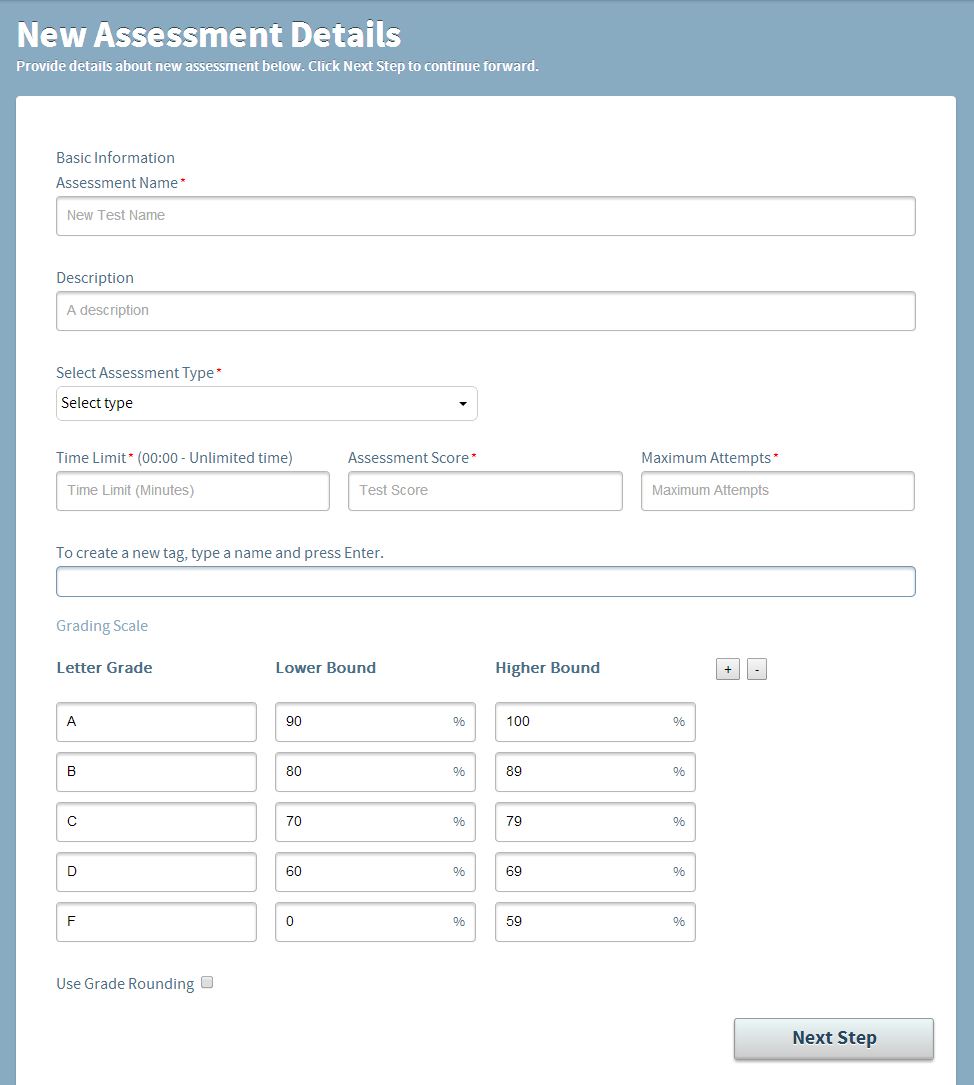 New Assessment Details
Provide details about new assessment below. Click Next Step to continue forward.
Basic Information
Assessment Name*
New Test Name
Description
A description
Select Assessment Type*
Select type
Time Limit* (00:00 - Unlimited time) Assessment Score* Maximum Attempts*
Time Limit (Minutes) Test Score Maximum Attempts
To create a new tag, type a name and press Enter.
Grading Scale
Letter Grade Lower Bound Higher Bound + -
A 90 % 100 %
B 80 % 89 %
C 70 % 79 %
D 60 % 69 %
F 0 % 59 %
Use Grade Rounding
Next Step